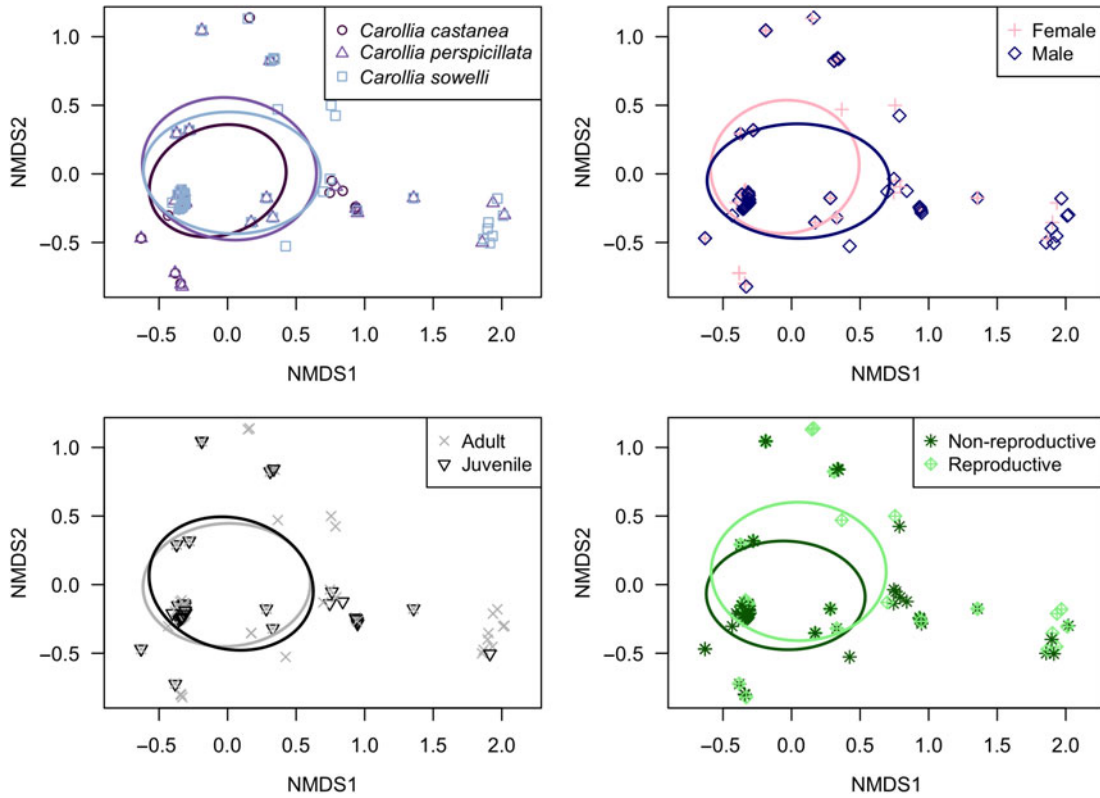 1.0
0.5
0.0
−0.5
NMDS2
−0.5 0.0 0.5 1.0 1.5 2.0
NMDS1
Carollia castanea
Carollia perspicillata
Carollia sowelli
1.0
0.5
0.0
−0.5
NMDS2
−0.5 0.0 0.5 1.0 1.5 2.0
NMDS1
Female
Male
1.0
0.5
0.0
−0.5
NMDS2
−0.5 0.0 0.5 1.0 1.5 2.0
NMDS1
Adult
Juvenile
1.0
0.5
0.0
−0.5
NMDS2
−0.5 0.0 0.5 1.0 1.5 2.0
NMDS1
Non-reproductive
Reproductive